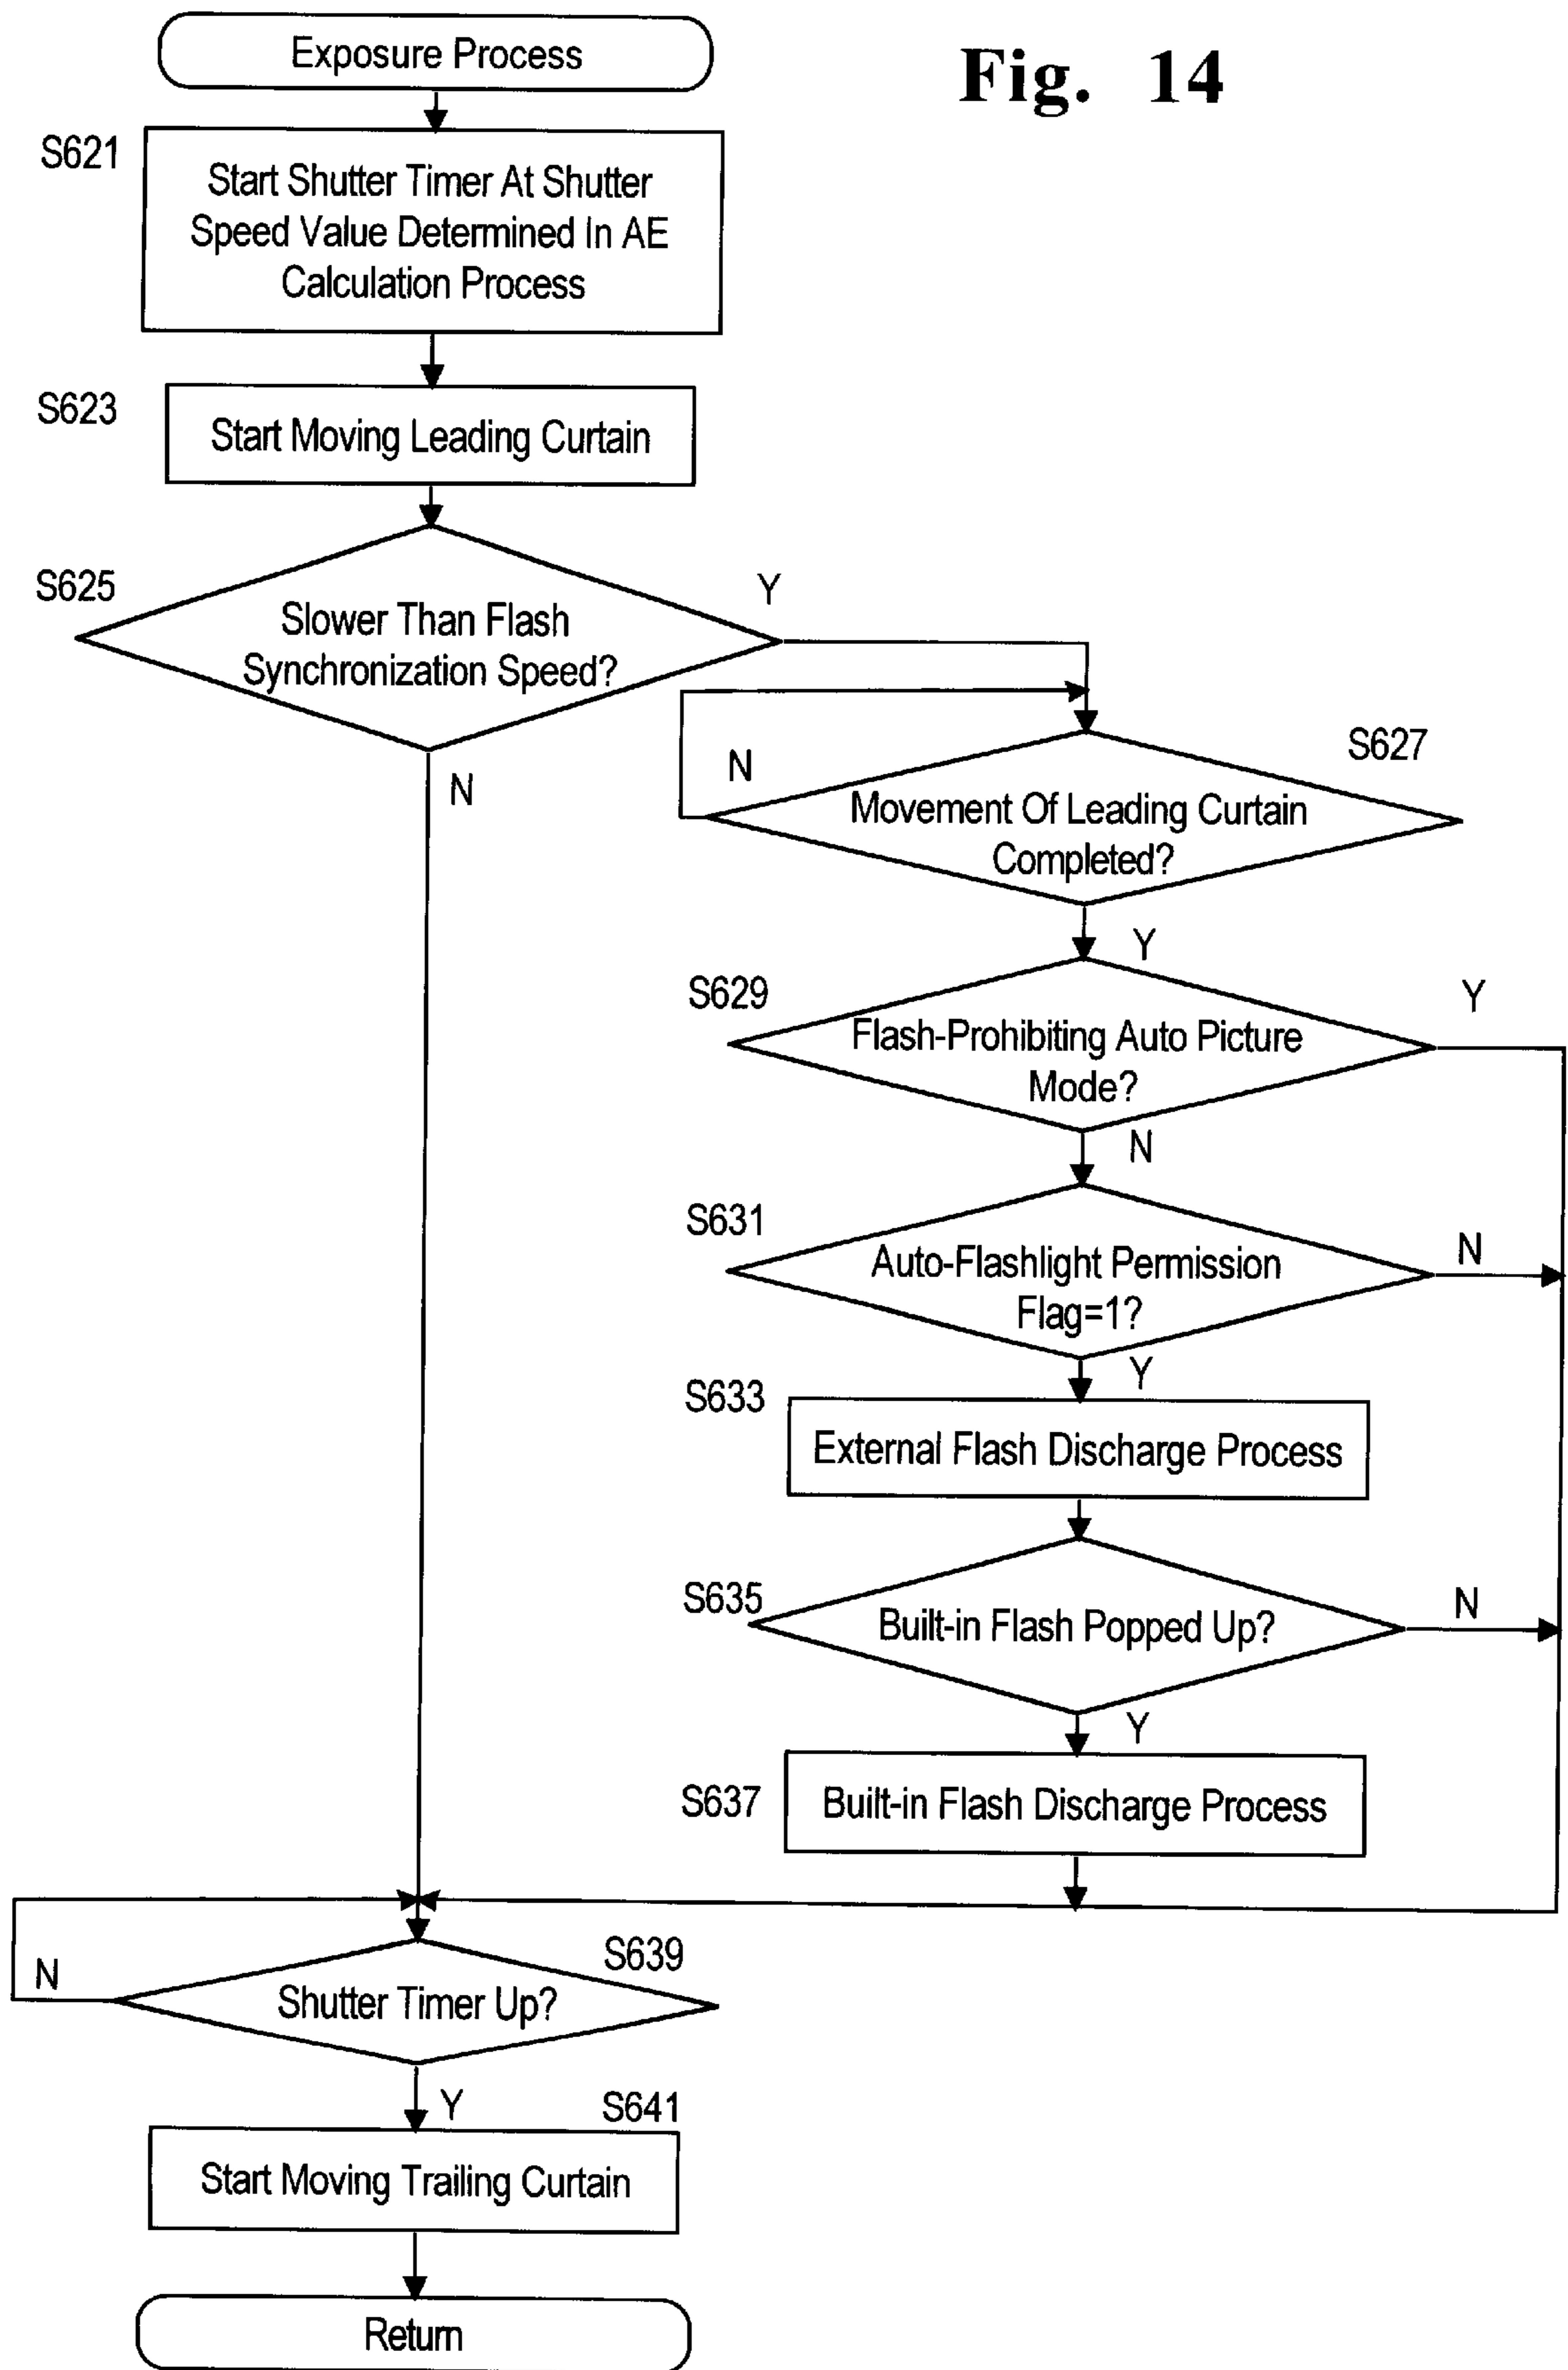 Fig. 14
Exposure Process
S621
Start Shutter Timer At Shutter
Speed Value Determined In AE
Calculation Process
S623
Start Moving Leading Curtain
S625
Slower Than Flash
Synchronization Speed?
Y
N
S627
Movement Of Leading Curtain
Completed?
N
Y
S629
Flash-Prohibiting Auto Picture
Mode?
Y
N
S631
Auto-Flashlight Permission
Flag=1?
N
Y
S633
External Flash Discharge Process
S635
Built-in Flash Popped Up?
N
Y
S637
Built-in Flash Discharge Process
S639
Shutter Timer Up?
N
Y
S641
Start Moving Trailing Curtain
Return